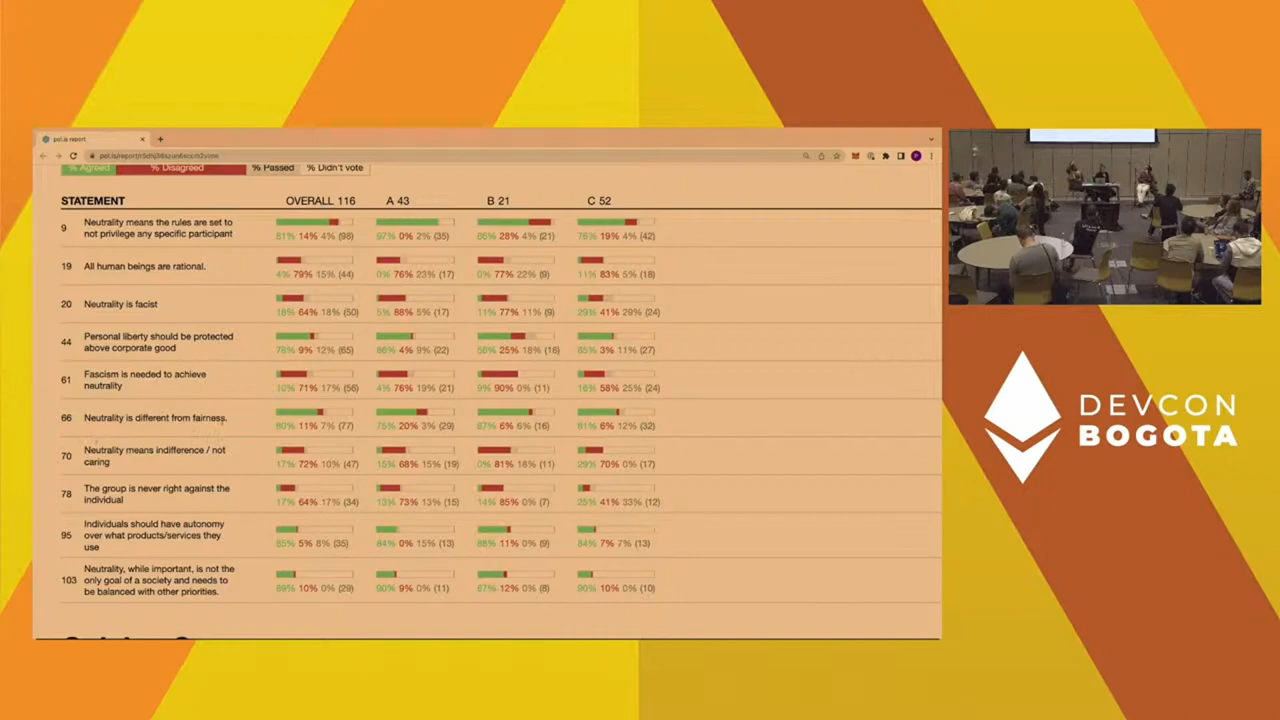 pol.is report
% Agreed % Disagreed % Passed % Didn't vote
STATEMENT OVERALL 116 A 43 B 21 C 52
9 Neutrality means the rules are set to
not privilege any specific participant
81% 14% 4% (98) 97% 0% 2% (35) 66% 28% 4% (21) 76% 19% 4% (42)
19 All human beings are rational.
4% 79% 15% (44) 0% 76% 23% (17) 0% 77% 22% (9) 11% 83% 5% (18)
20 Neutrality is facist
18% 64% 18% (50) 5% 88% 5% (17) 11% 77% 11% (9) 29% 41% 29% (24)
44 Personal liberty should be protected
above corporate good
78% 9% 12% (65) 86% 4% 9% (22) 56% 25% 18% (16) 85% 3% 11% (27)
61 Fascism is needed to achieve
neutrality
10% 71% 17% (56) 4% 76% 19% (21) 9% 90% 0% (11) 16% 58% 25% (24)
66 Neutrality is different from fairness.
80% 11% 7% (77) 75% 20% 3% (29) 87% 6% 6% (16) 81% 6% 12% (32)
70 Neutrality means indifference / not
caring
17% 72% 10% (47) 15% 68% 15% (19) 0% 81% 18% (11) 29% 70% 0% (17)
78 The group is never right against the
individual
17% 64% 17% (34) 13% 73% 13% (15) 14% 85% 0% (7) 25% 41% 33% (12)
95 Individuals should have autonomy
over what products/services they
use
85% 5% 8% (35) 84% 0% 15% (13) 88% 11% 0% (9) 84% 7% 7% (13)
103 Neutrality, while important, is not the
only goal of a society and needs to
be balanced with other priorities.
89% 10% 0% (29) 90% 9% 0% (11) 87% 12% 0% (8) 90% 10% 0% (10)
DEVCON
BOGOTA